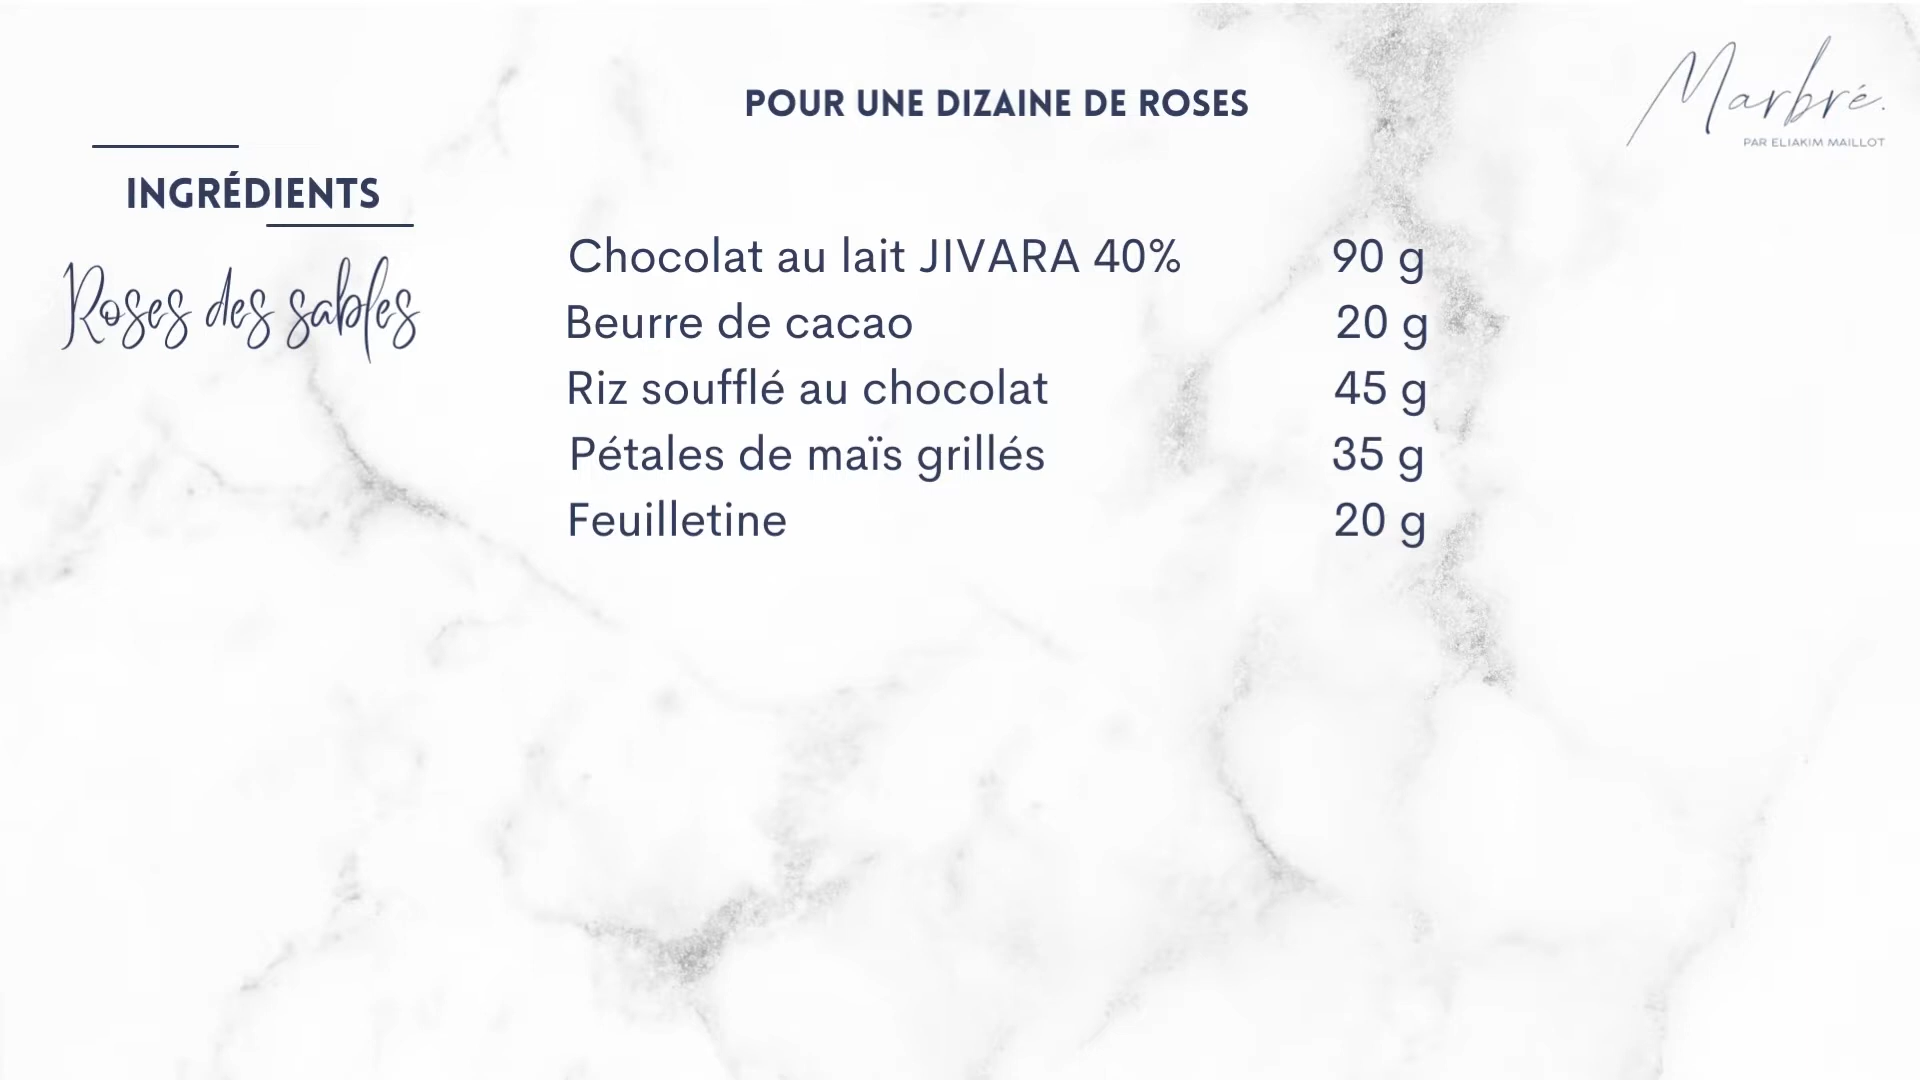 POUR UNE DIZAINE DE ROSES
Marbré.
PAR ELIAKIM MAILLOT
INGRÉDIENTS
Roses des sables
Chocolat au lait JIVARA 40% 90 g
Beurre de cacao 20 g
Riz soufflé au chocolat 45 g
Pétales de maïs grillés 35 g
Feuilletine 20 g